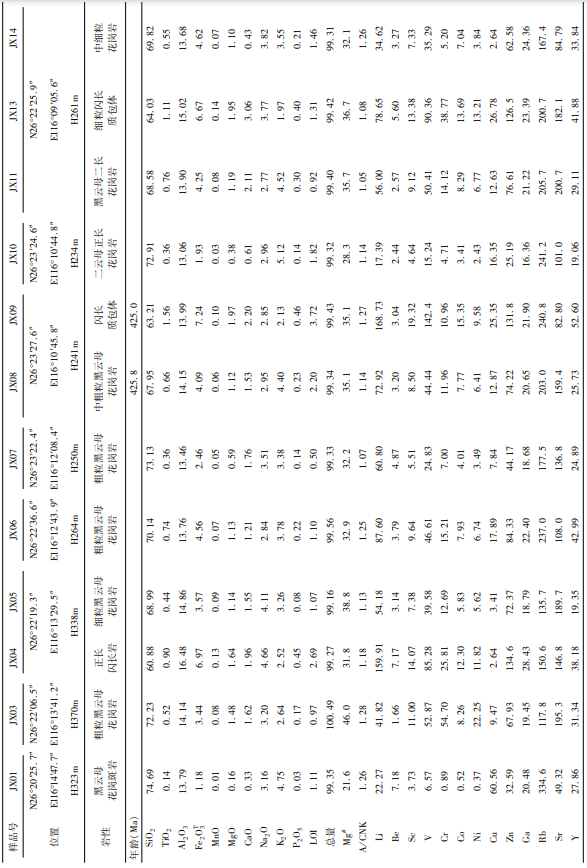 样品号 JX01 JX03 JX04 JX05 JX06 JX07 JX08 JX09 JX10 JX11 JX13 JX14
N26°20′25.7″ N26°22′06.5″ N26°22′19.3″ N26°22′36.6″ N26°23′22.4″ N26°23′27.6″ N26°23′24.6″ N26°22′25.9″
位置 E116°14′47.7″ E116°13′41.2″ E116°13′29.5″ E116°12′43.9″ E116°12′08.4″ E116°10′45.8″ E116°10′44.8″ E116°09′05.6″
H323m H370m H338m H264m H250m H241m H234m H261m
岩性 黑云母 粗粒黑云母 正长 细粒黑云母 粗粒黑云母 粗粒黑云母 中粗粒黑云母 闪长 二云母正长 黑云母二长 细粒闪长 中细粒
花岗斑岩 花岗岩 闪长岩 花岗岩 花岗岩 花岗岩 花岗岩 质包体 花岗岩 花岗岩 质包体 花岗岩
年龄(Ma) 425.8 425.0
SiO₂ 74.69 72.23 60.88 68.99 70.14 73.13 67.95 63.21 72.91 68.58 64.03 69.82
TiO₂ 0.14 0.52 0.90 0.44 0.74 0.36 0.66 1.56 0.36 0.76 1.11 0.55
Al₂O₃ 13.79 14.14 16.48 14.86 13.76 13.46 14.15 13.99 13.06 13.90 15.02 13.68
Fe₂O₃ᵀ 1.18 3.44 6.97 3.57 4.56 2.46 4.09 7.24 1.93 4.25 6.67 4.62
MnO 0.01 0.08 0.13 0.09 0.07 0.05 0.06 0.10 0.03 0.08 0.14 0.07
MgO 0.16 1.48 1.64 1.14 1.13 0.59 1.12 1.97 0.38 1.19 1.95 1.10
CaO 0.33 1.62 1.96 1.55 1.21 1.76 1.53 2.20 0.61 2.11 3.06 0.43
Na₂O 3.16 3.20 4.66 4.11 2.84 3.51 2.95 2.85 2.96 2.77 3.77 3.82
K₂O 4.75 2.64 2.52 3.26 3.78 3.38 4.40 2.13 5.12 4.52 1.97 3.55
P₂O₅ 0.03 0.17 0.45 0.08 0.22 0.14 0.23 0.46 0.14 0.30 0.40 0.21
LOI 1.11 0.97 2.69 1.07 1.10 0.50 2.20 3.72 1.82 0.92 1.31 1.46
总量 99.35 100.49 99.27 99.16 99.56 99.33 99.34 99.43 99.32 99.40 99.42 99.31
Mg# 21.6 46.0 31.8 38.8 32.9 32.2 35.1 35.1 28.3 35.7 36.7 32.1
A/CNK 1.26 1.28 1.18 1.13 1.25 1.07 1.14 1.27 1.14 1.05 1.08 1.26
Li 22.27 41.82 159.91 54.18 87.60 60.80 72.92 168.73 17.39 56.00 78.65 34.62
Be 7.18 1.66 7.17 3.14 3.79 4.87 3.20 3.04 2.44 2.57 5.60 3.27
Sc 3.73 11.00 14.07 7.38 9.64 5.51 8.50 19.32 4.64 9.12 13.38 7.33
V 6.57 52.87 85.28 39.58 46.61 24.83 44.44 142.4 15.24 50.41 90.36 35.29
Cr 0.89 54.70 25.81 12.69 15.21 7.00 11.96 10.96 4.71 14.12 38.77 5.20
Co 0.52 8.26 12.30 5.83 7.93 4.01 7.77 15.35 3.41 8.29 13.69 7.04
Ni 0.37 22.25 11.82 5.62 6.74 3.49 6.41 9.58 2.43 6.77 13.21 3.84
Cu 60.56 9.47 2.64 3.41 17.89 7.84 12.87 25.35 16.35 12.63 26.78 2.64
Zn 32.59 67.93 134.6 72.37 84.33 44.17 74.22 131.8 25.19 76.61 126.5 62.58
Ga 20.48 19.45 28.43 18.79 22.40 18.68 20.65 21.90 16.36 21.22 23.39 24.36
Rb 334.6 117.8 150.6 135.7 237.0 177.5 203.0 240.8 241.2 205.7 200.7 167.4
Sr 49.32 195.3 146.8 189.7 108.0 136.8 159.4 82.80 101.0 200.7 182.1 84.79
Y 27.86 31.34 38.18 19.35 42.99 24.89 25.73 52.60 19.06 29.11 41.88 33.84